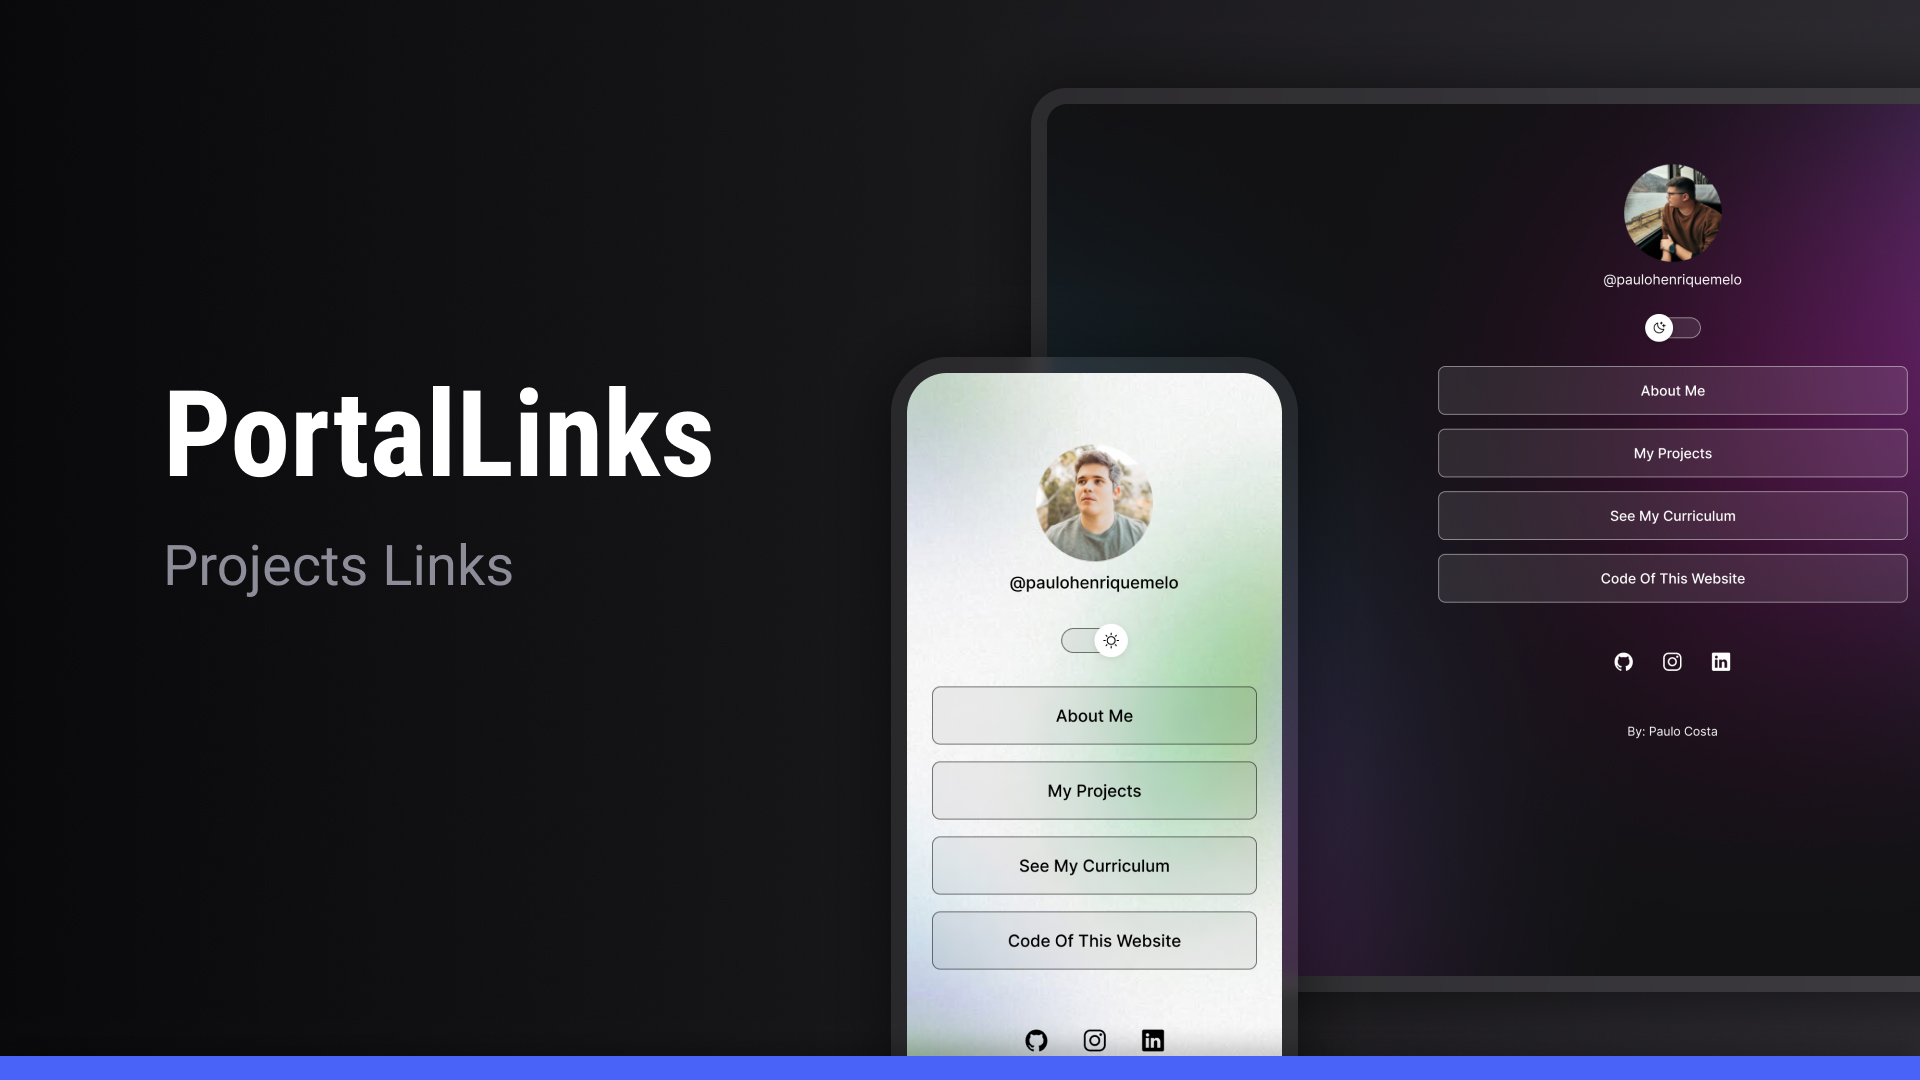 PortalLinks
Projects Links
@paulohenriquemelo
About Me
My Projects
See My Curriculum
Code Of This Website
@paulohenriquemelo
About Me
My Projects
See My Curriculum
Code Of This Website
By: Paulo Costa